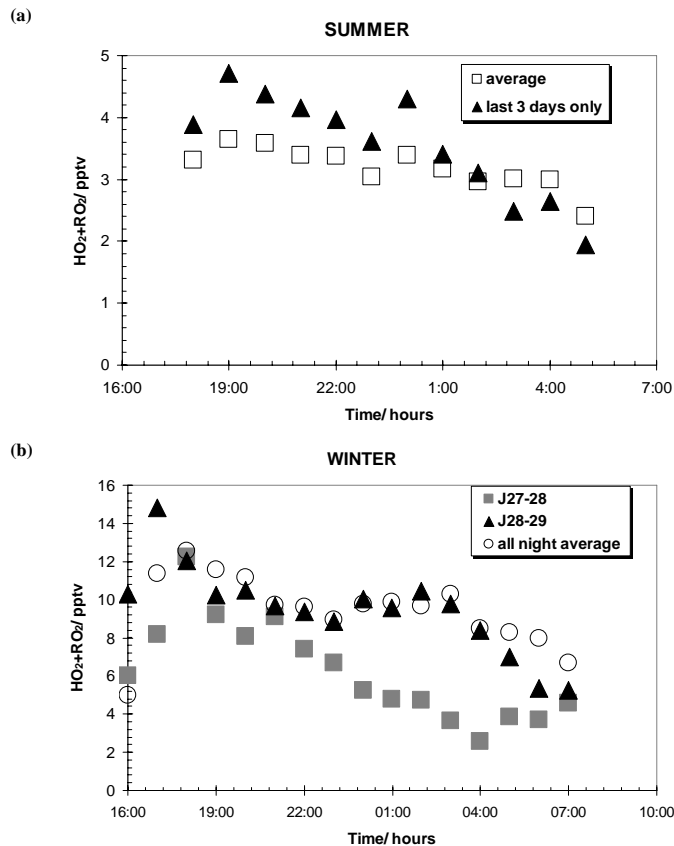 (a)
SUMMER
5
4
3
2
1
0
HO₂+RO₂/ pptv
□ average
▲ last 3 days only
16:00 19:00 22:00 1:00 4:00 7:00
Time/ hours
(b)
WINTER
16
14
12
10
8
6
4
2
0
HO₂+RO₂/ pptv
J27-28
J28-29
all night average
16:00 19:00 22:00 01:00 04:00 07:00 10:00
Time/ hours